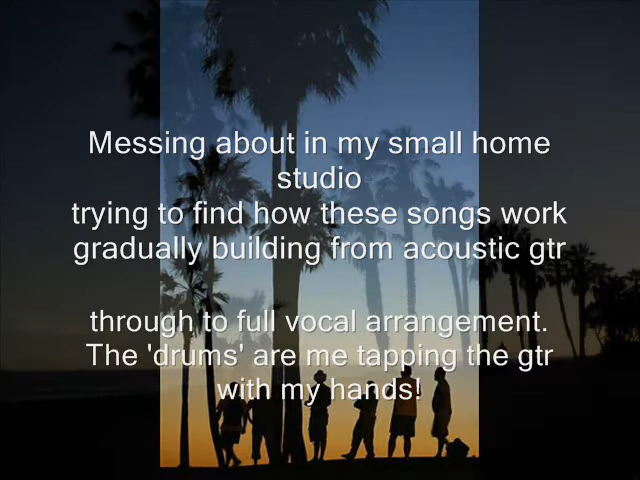 Messing about in my small home
studio
trying to find how these songs work
gradually building from acoustic gtr
through to full vocal arrangement.
The 'drums' are me tapping the gtr
with my hands!